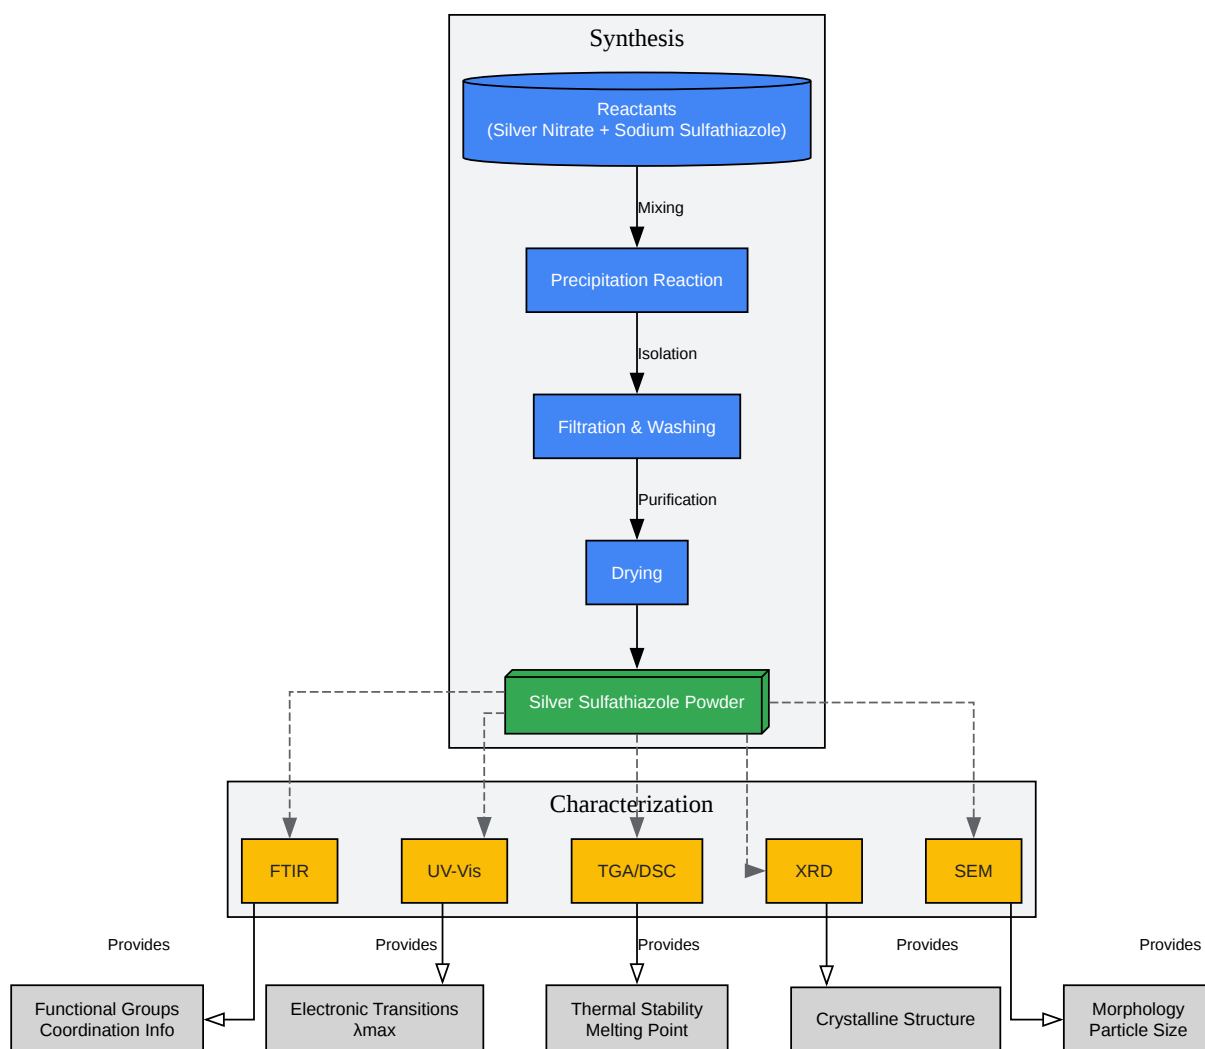 Synthesis
Reactants
(Silver Nitrate + Sodium Sulfathiazole)
Mixing
Precipitation Reaction
Isolation
Filtration & Washing
Purification
Drying
Silver Sulfathiazole Powder
Characterization
FTIR
UV-Vis
TGA/DSC
XRD
SEM
Provides
Provides
Provides
Provides
Provides
Functional Groups
Coordination Info
Electronic Transitions
λmax
Thermal Stability
Melting Point
Crystalline Structure
Morphology
Particle Size